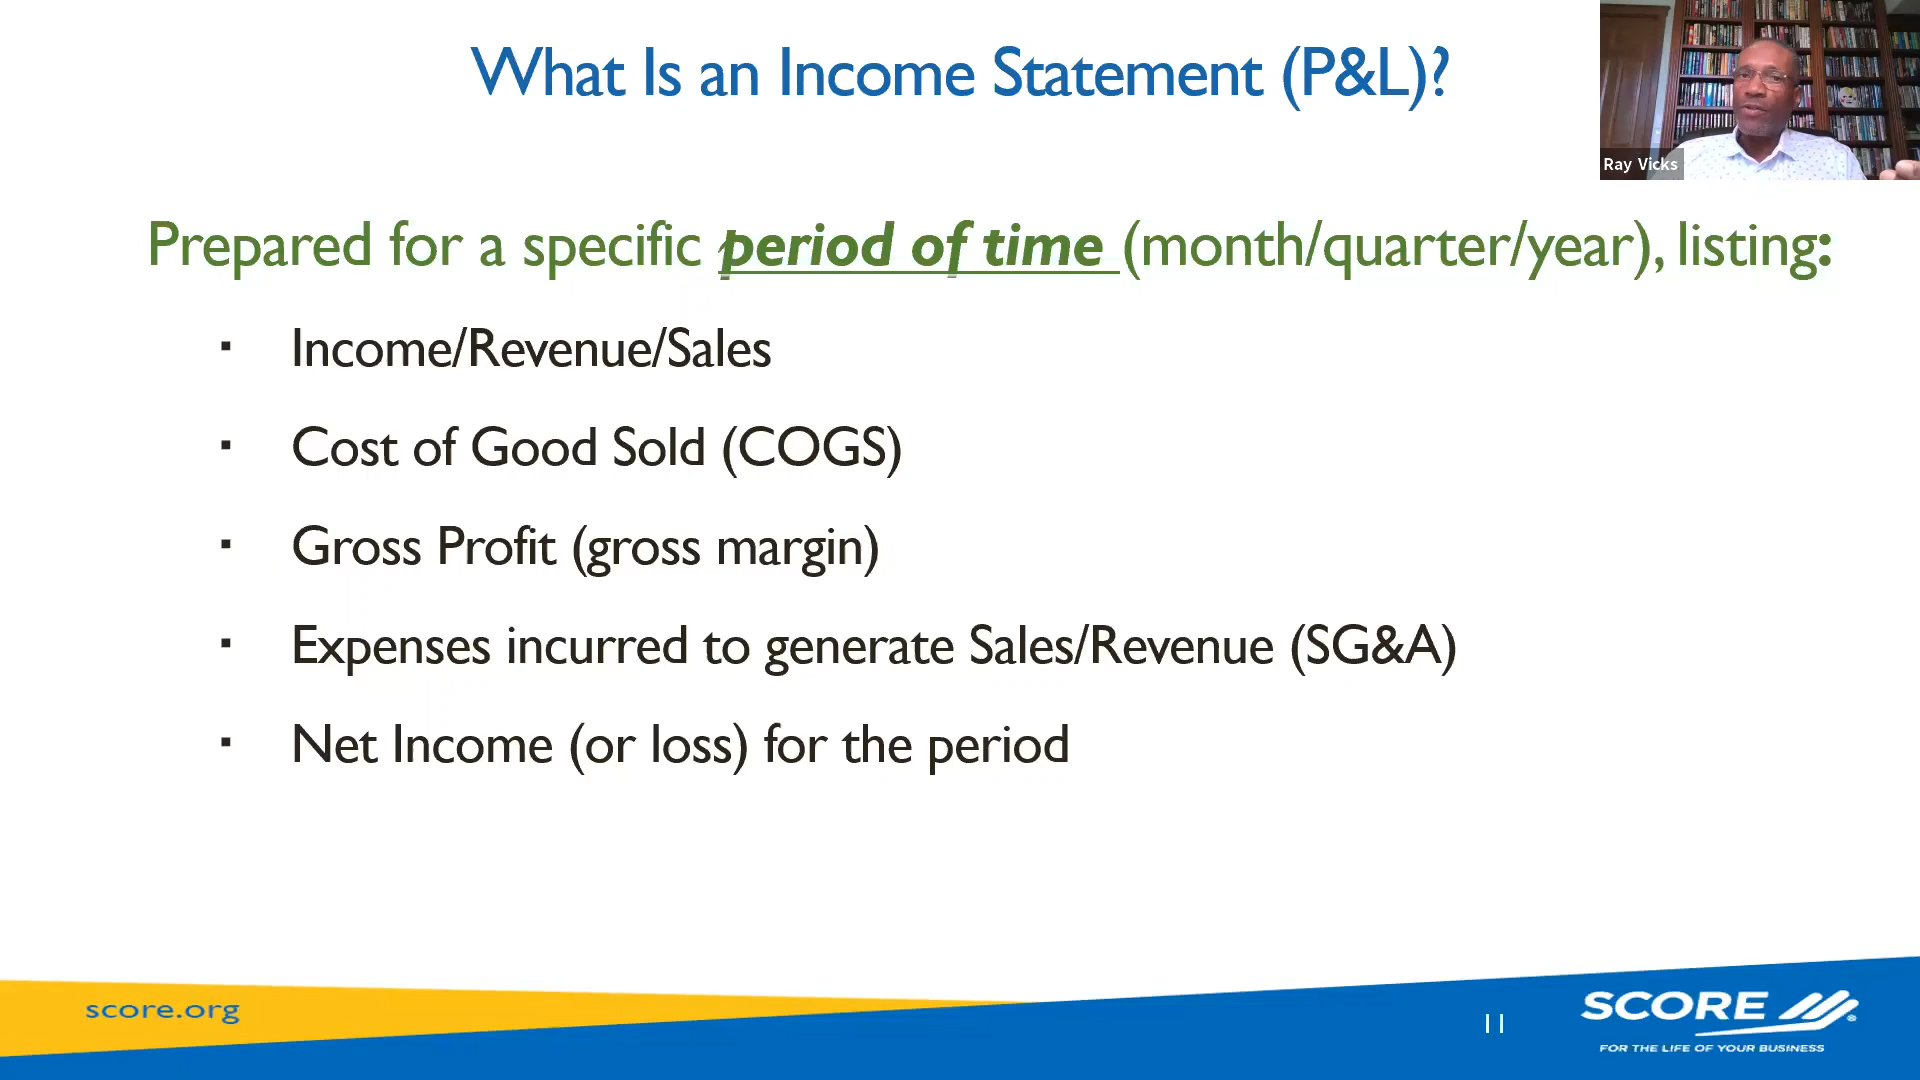 What Is an Income Statement (P&L)?
Ray Vicks
Prepared for a specific period of time (month/quarter/year), listing:
▪ Income/Revenue/Sales
▪ Cost of Good Sold (COGS)
▪ Gross Profit (gross margin)
▪ Expenses incurred to generate Sales/Revenue (SG&A)
▪ Net Income (or loss) for the period
score.org
11
SCORE
FOR THE LIFE OF YOUR BUSINESS